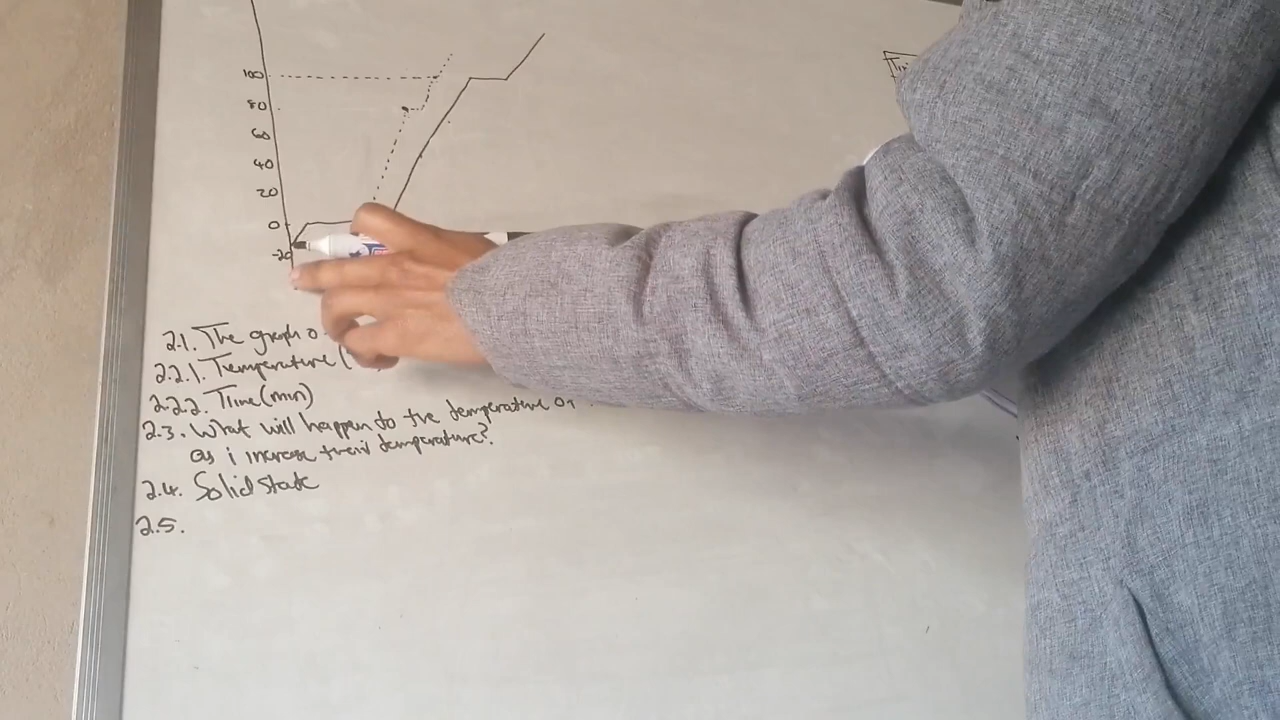 100
80
60
40
20
0
-20
2.1. The graph o
2.2.1. Temperature (
2.2.2. Time (min)
2.3. What will happen to the temperature
as i increase their temperature?
2.4. Solid state
2.5.